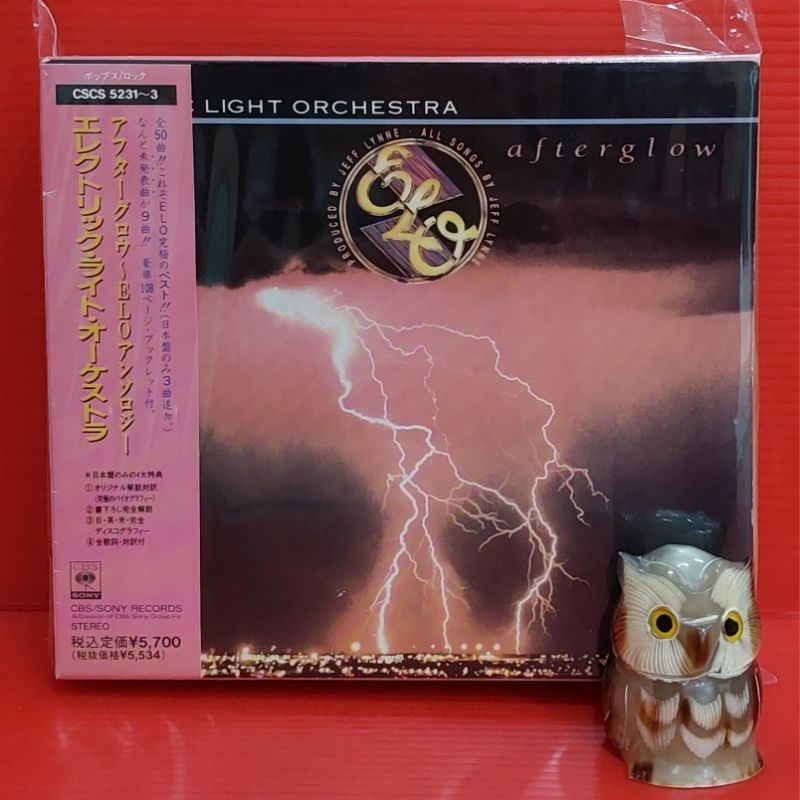 ポップス/ロック
CSCS 5231〜3
全50曲!!これぞELO究極のベスト!!(日本盤のみ3曲追加。)
なんと未発表曲が9曲!! 豪華108ページ・ブックレット付。
アフターグロウ〜ELOアンソロジー
エレクトリック・ライト・オーケストラ
※日本盤のみの4大特典
①オリジナル解説対訳
(究極のバイオグラフィー)
②書下ろし完全解説
③日・英・米・完全
ディスコグラフィー
④全歌詞・対訳付
CBS
SONY
CBS/SONY RECORDS
A Division of CBS/Sony Group Inc.
STEREO
税込定価¥5,700
(税抜価格¥5,534)
LIGHT ORCHESTRA
afterglow
PRODUCED BY JEFF LYNNE · ALL SONGS BY JEFF LYNNE
ELO